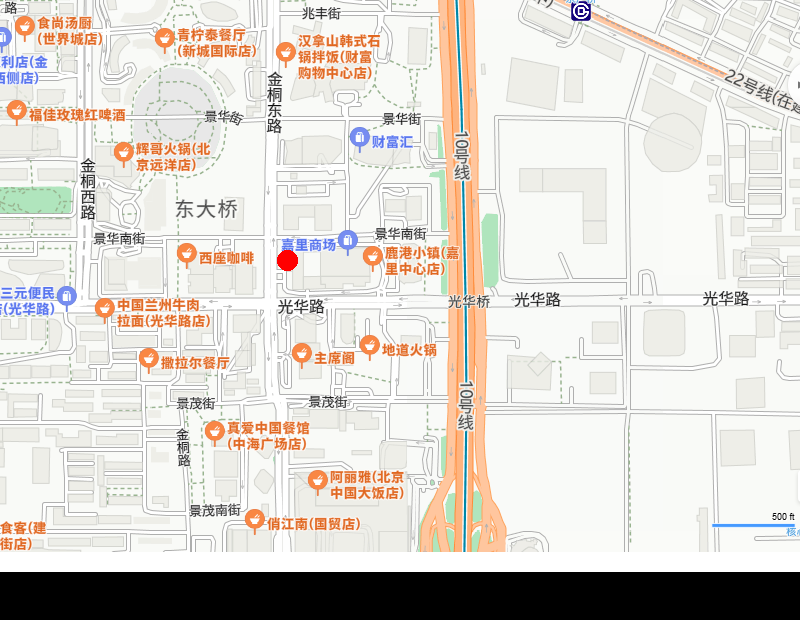 路
兆丰街
村
食尚汤厨
(世界城店)
青柠泰餐厅
(新城国际店)
汉拿山韩式石
锅拌饭(财富
购物中心店)
利店(金
西侧店)
金桐东路
22号线(在建
福佳玫瑰红啤酒
景华街
景华街
财富汇
10号线
辉哥火锅(北
京远洋店)
金桐西路
东大桥
景华南街
景华南街
嘉里商场
西座咖啡
鹿港小镇(嘉
里中心店)
三元便民
店(光华路)
中国兰州牛肉
拉面(光华路店)
光华路
光华桥
光华路
光华路
撒拉尔餐厅
主席阁
地道火锅
景茂街
景茂街
10号线
金桐路
真爱中国餐馆
(中海广场店)
阿丽雅(北京
中国大饭店)
景茂南街
俏江南(国贸店)
食客(建
街店)
500 ft